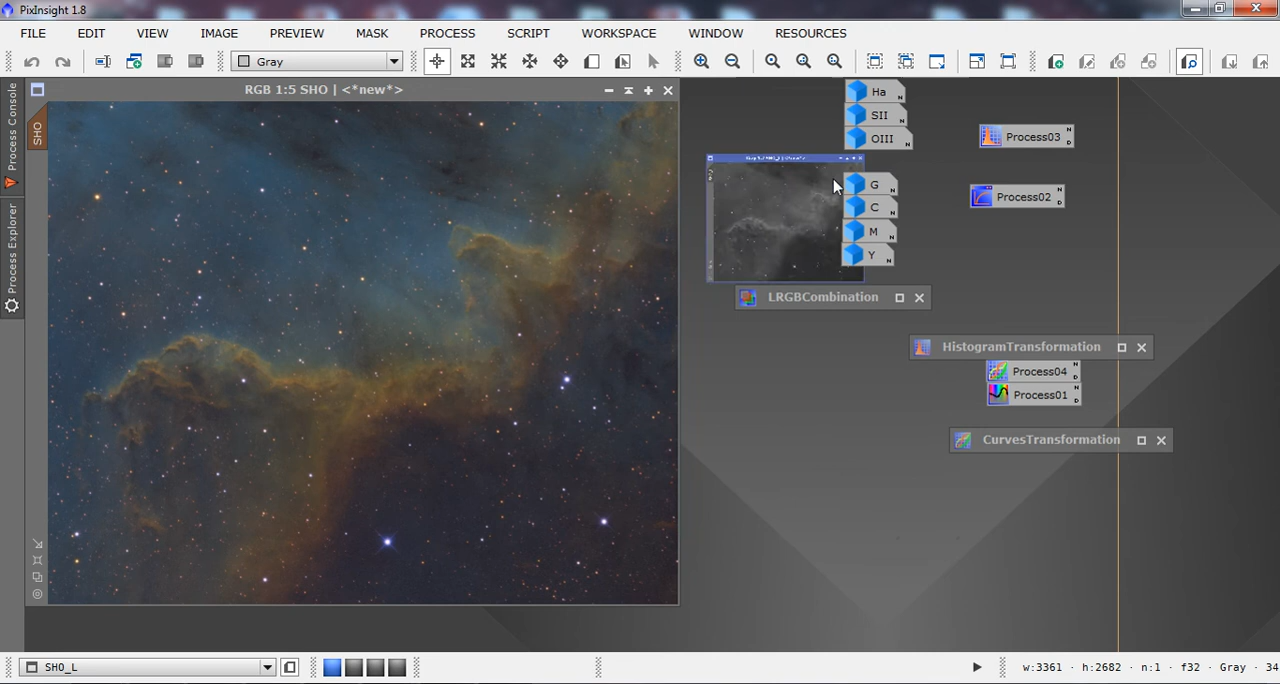 PixInsight 1.8
FILE EDIT VIEW IMAGE PREVIEW MASK PROCESS SCRIPT WORKSPACE WINDOW RESOURCES
Gray
Process Console
Process Explorer
RGB 1:5 SHO | <*new*>
SHO
Ha
SII
OIII
G
C
M
Y
LRGBCombination
Process03
Process02
HistogramTransformation
Process04
Process01
CurvesTransformation
SHO_L
w:3361 · h:2682 · n:1 · f32 · Gray · 34